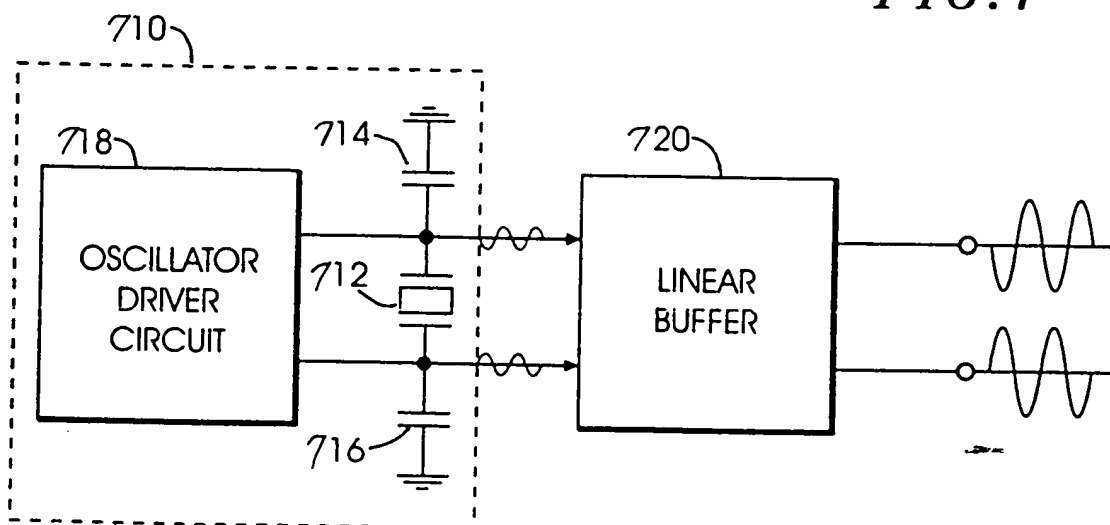 710
718
714
720
OSCILLATOR
DRIVER
CIRCUIT
712
LINEAR
BUFFER
716